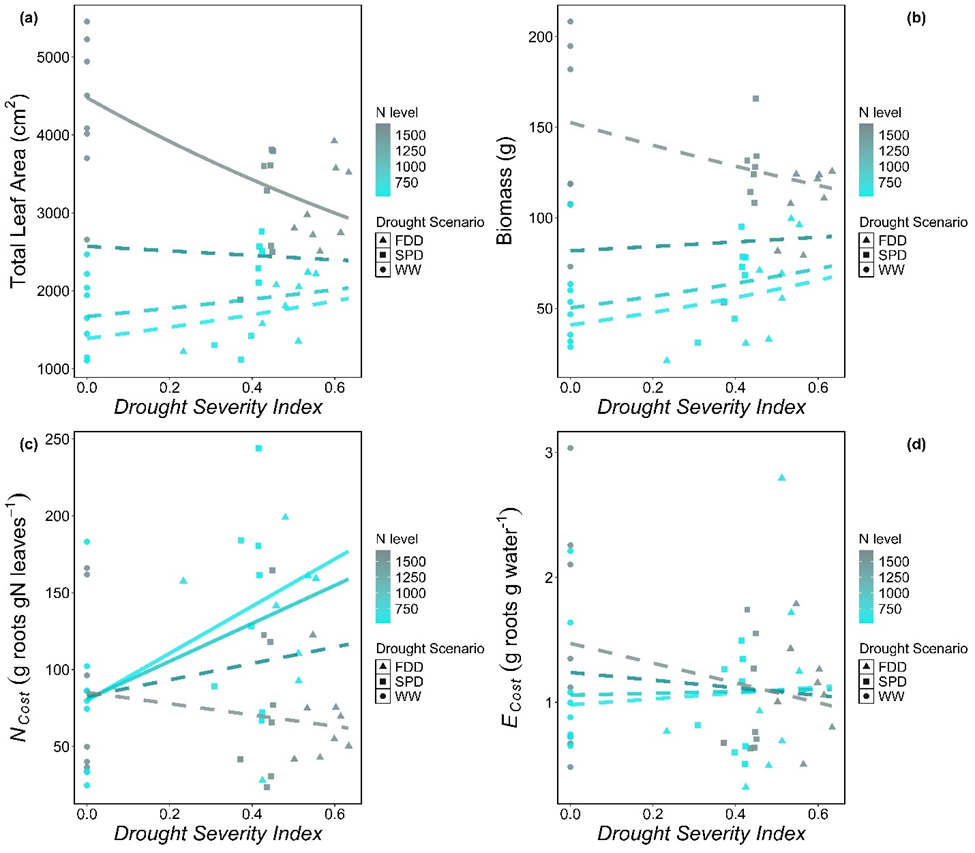 (a)
Total Leaf Area (cm²)
5000
4000
3000
2000
1000
0.0 0.2 0.4 0.6
Drought Severity Index
N level
1500
1250
1000
750
Drought Scenario
FDD
SPD
WW
(b)
Biomass (g)
200
150
100
50
0.0 0.2 0.4 0.6
Drought Severity Index
N level
1500
1250
1000
750
Drought Scenario
FDD
SPD
WW
(c)
N Cost (g roots gN leaves⁻¹)
250
200
150
100
50
0.0 0.2 0.4 0.6
Drought Severity Index
N level
1500
1250
1000
750
Drought Scenario
FDD
SPD
WW
(d)
E Cost (g roots g water⁻¹)
3
2
1
0.0 0.2 0.4 0.6
Drought Severity Index
N level
1500
1250
1000
750
Drought Scenario
FDD
SPD
WW